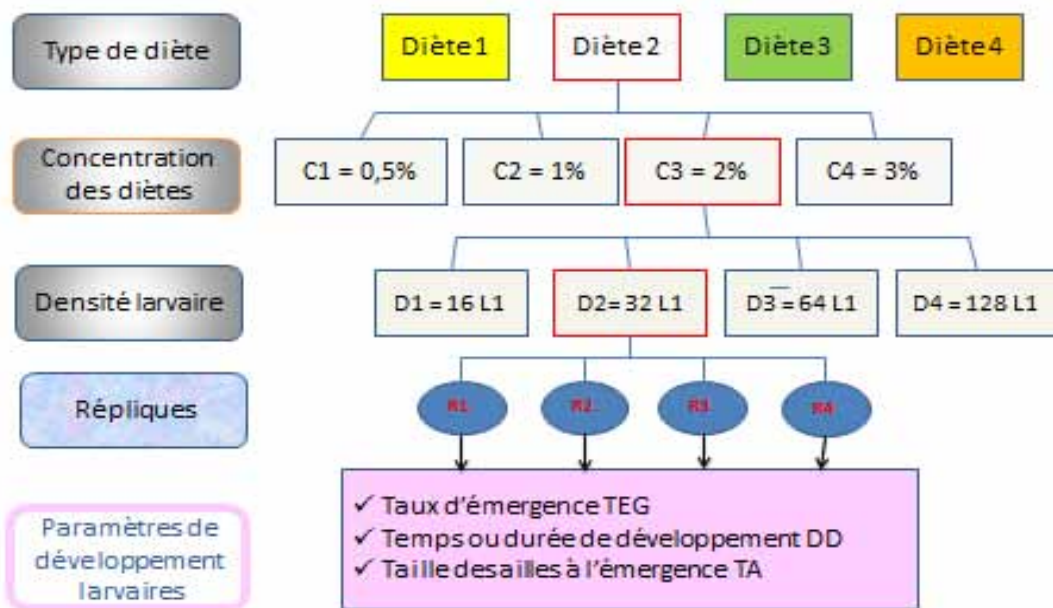 Type de diète
Diète 1
Diète 2
Diète 3
Diète 4
Concentration
des diètes
C1 = 0,5%
C2 = 1%
C3 = 2%
C4 = 3%
Densité larvaire
D1 = 16 L1
D2= 32 L1
D3 = 64 L1
D4 = 128 L1
Répliques
R1
R2
R3
R4
Paramètres de
développement
larvaires
✓ Taux d'émergence TEG
✓ Temps ou durée de développement DD
✓ Taille desailles à l'émergence TA